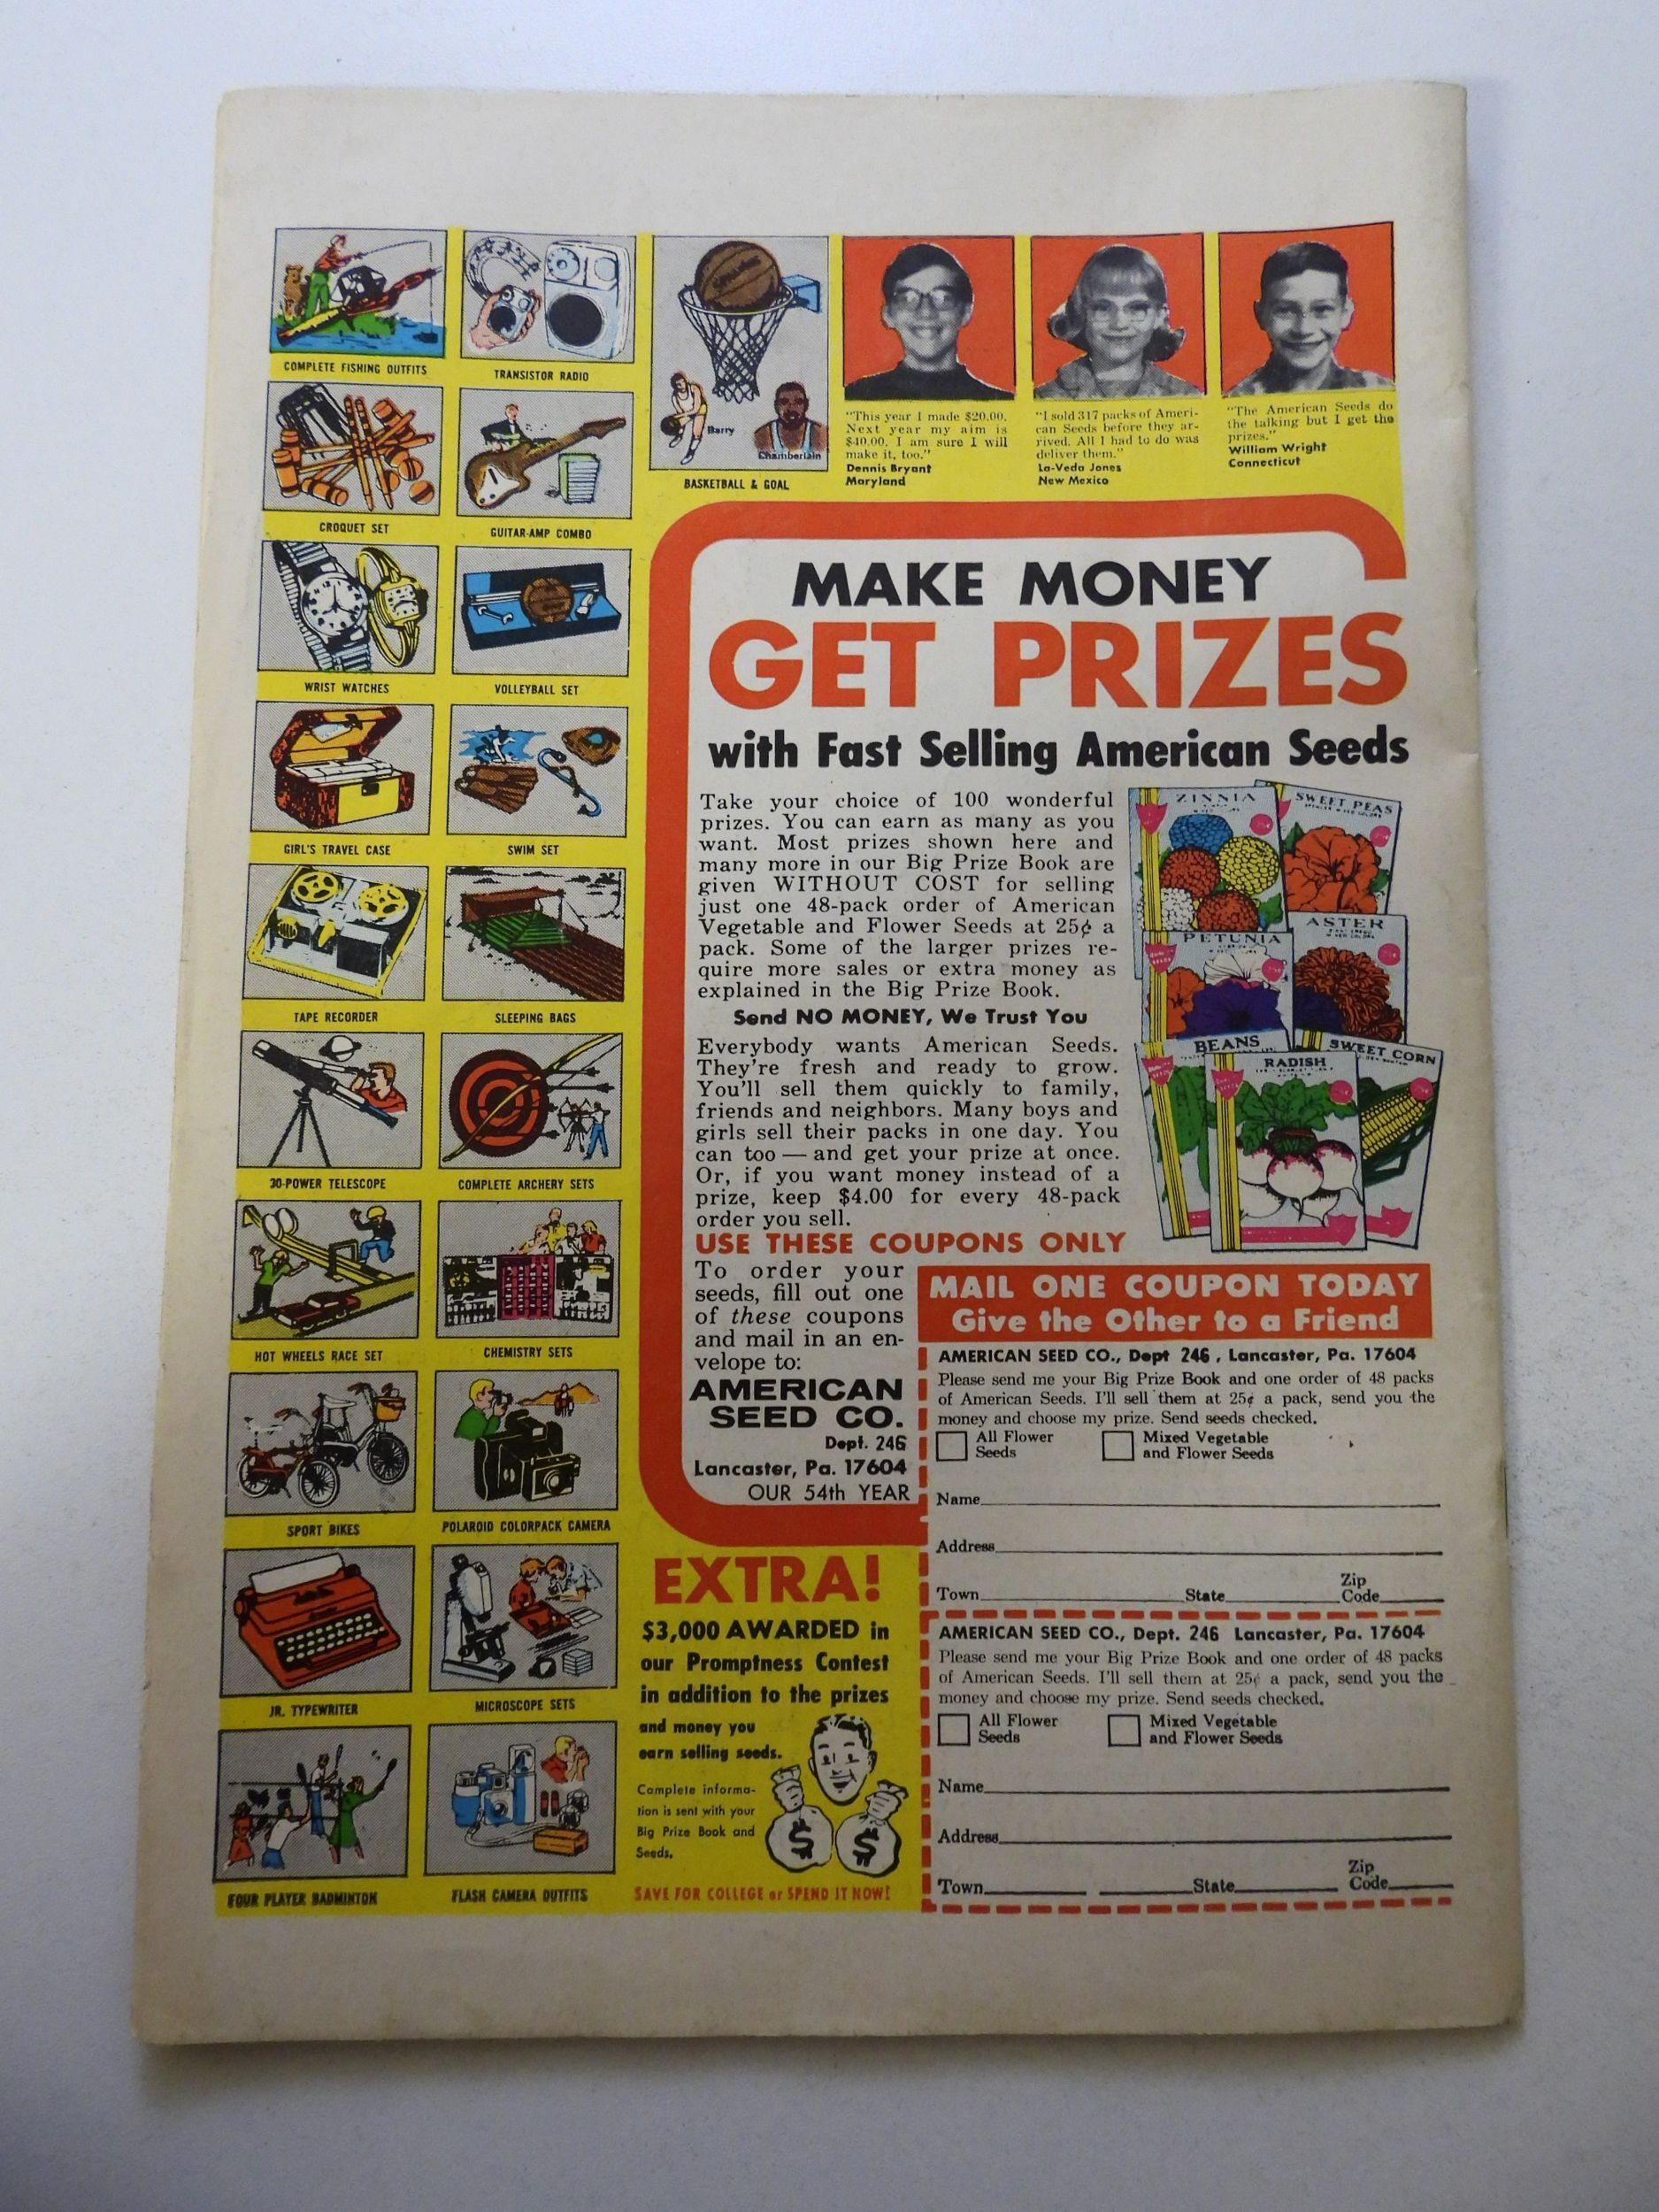 COMPLETE FISHING OUTFITS
TRANSISTOR RADIO
SPALDING
Barry
Chamberlain
BASKETBALL & GOAL
"This year I made $20.00.
Next year my aim is
$40.00. I am sure I will
make it, too."
Dennis Bryant
Maryland
"I sold 317 packs of Ameri-
can Seeds before they ar-
rived. All I had to do was
deliver them."
La-Veda Jones
New Mexico
"The American Seeds do
the talking but I get the
prizes."
William Wright
Connecticut
CROQUET SET
GUITAR-AMP COMBO
WRIST WATCHES
VOLLEYBALL SET
GIRL'S TRAVEL CASE
SWIM SET
TAPE RECORDER
SLEEPING BAGS
30-POWER TELESCOPE
COMPLETE ARCHERY SETS
HOT WHEELS RACE SET
CHEMISTRY SETS
SPORT BIKES
POLAROID COLORPACK CAMERA
JR. TYPEWRITER
MICROSCOPE SETS
FOUR PLAYER BADMINTON
FLASH CAMERA OUTFITS
MAKE MONEY
GET PRIZES
with Fast Selling American Seeds
Take your choice of 100 wonderful
prizes. You can earn as many as you
want. Most prizes shown here and
many more in our Big Prize Book are
given WITHOUT COST for selling
just one 48-pack order of American
Vegetable and Flower Seeds at 25¢ a
pack. Some of the larger prizes re-
quire more sales or extra money as
explained in the Big Prize Book.
Send NO MONEY, We Trust You
Everybody wants American Seeds.
They're fresh and ready to grow.
You'll sell them quickly to family,
friends and neighbors. Many boys and
girls sell their packs in one day. You
can too — and get your prize at once.
Or, if you want money instead of a
prize, keep $4.00 for every 48-pack
order you sell.
ZINNIA
SWEET PEAS
PETUNIA
ASTER
BEANS
RADISH
SWEET CORN
USE THESE COUPONS ONLY
To order your
seeds, fill out one
of these coupons
and mail in an en-
velope to:
AMERICAN
SEED CO.
Dept. 246
Lancaster, Pa. 17604
OUR 54th YEAR
MAIL ONE COUPON TODAY
Give the Other to a Friend
AMERICAN SEED CO., Dept 246, Lancaster, Pa. 17604
Please send me your Big Prize Book and one order of 48 packs
of American Seeds. I'll sell them at 25¢ a pack, send you the
money and choose my prize. Send seeds checked.
All Flower
Seeds
Mixed Vegetable
and Flower Seeds
Name
Address
Town State Zip
Code
AMERICAN SEED CO., Dept. 246 Lancaster, Pa. 17604
Please send me your Big Prize Book and one order of 48 packs
of American Seeds. I'll sell them at 25¢ a pack, send you the
money and choose my prize. Send seeds checked.
All Flower
Seeds
Mixed Vegetable
and Flower Seeds
Name
Address
Town State Zip
Code
EXTRA!
$3,000 AWARDED in
our Promptness Contest
in addition to the prizes
and money you
earn selling seeds.
Complete informa-
tion is sent with your
Big Prize Book and
Seeds.
$ $
SAVE FOR COLLEGE or SPEND IT NOW!